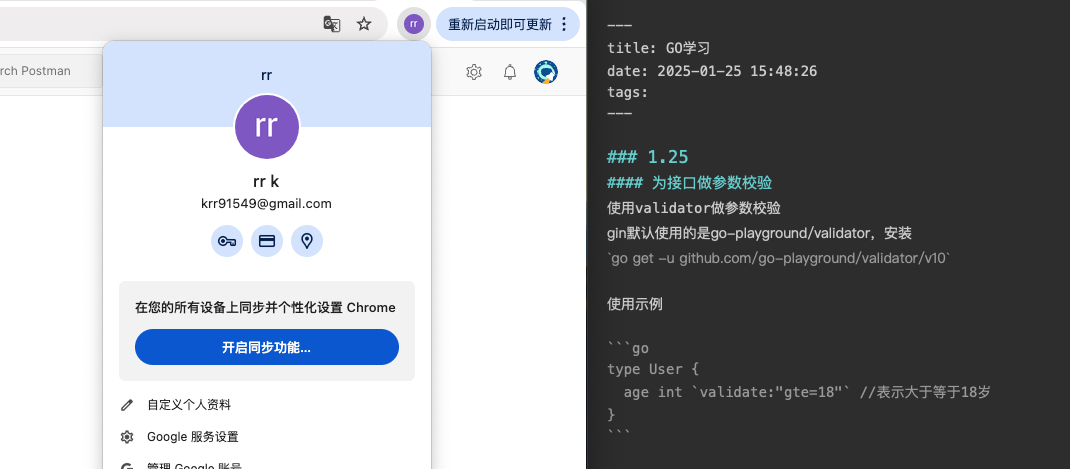 rr
重新启动即可更新
rch Postman
rr
rr
rr k
krr91549@gmail.com
在您的所有设备上同步并个性化设置 Chrome
开启同步功能...
自定义个人资料
Google 服务设置
管理 Google 账号
---
title: GO学习
date: 2025-01-25 15:48:26
tags:
---
### 1.25
#### 为接口做参数校验
使用validator做参数校验
gin默认使用的是go-playground/validator，安装
`go get -u github.com/go-playground/validator/v10`
使用示例
```go
type User {
  age int `validate:"gte=18"` //表示大于等于18岁
}
```